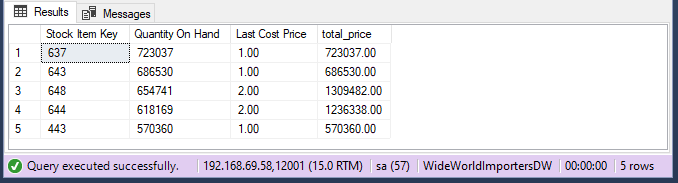 Results Messages
Stock Item Key Quantity On Hand Last Cost Price total_price
1 637 723037 1.00 723037.00
2 643 686530 1.00 686530.00
3 648 654741 2.00 1309482.00
4 644 618169 2.00 1236338.00
5 443 570360 1.00 570360.00
Query executed successfully. 192.168.69.58,12001 (15.0 RTM) sa (57) WideWorldImportersDW 00:00:00 5 rows